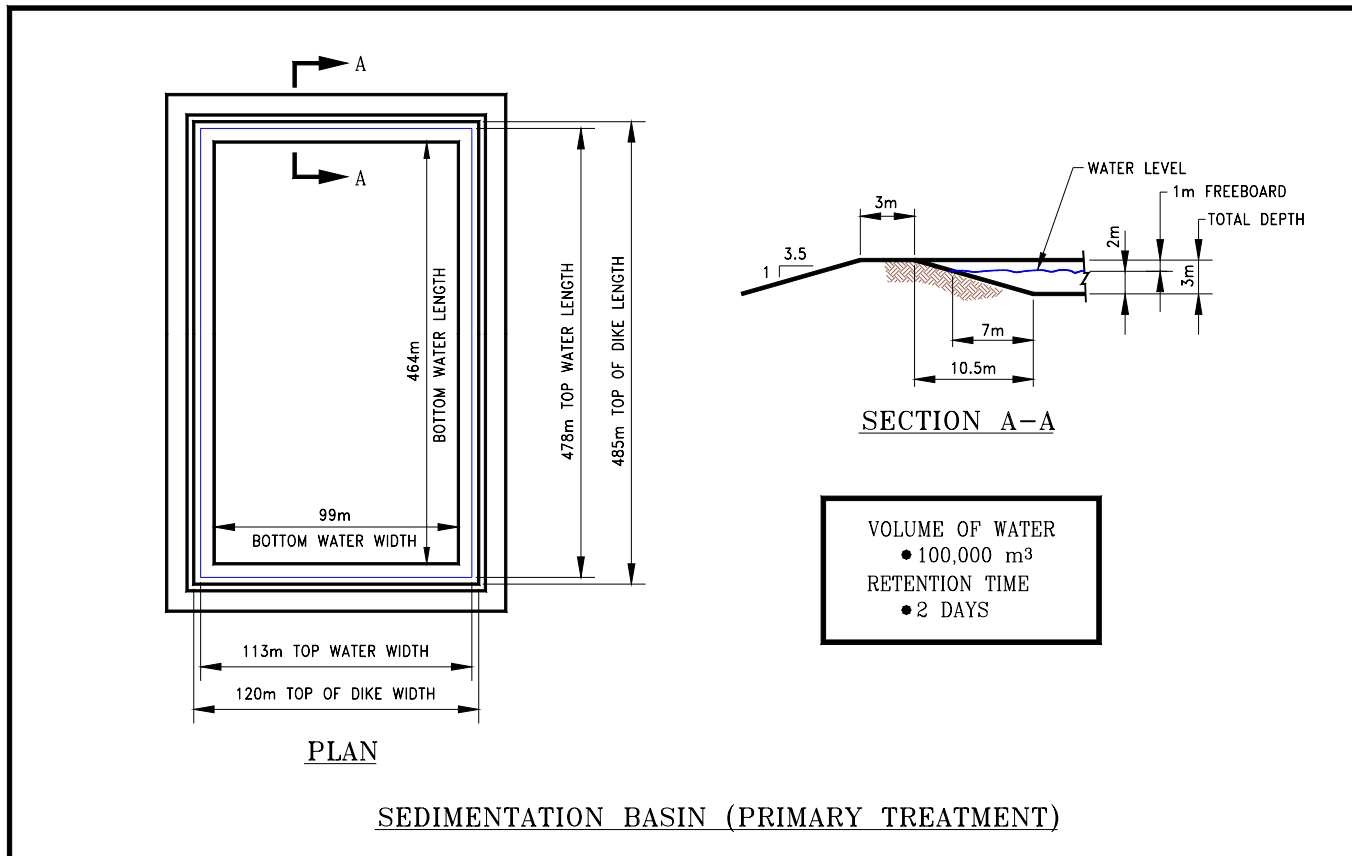 A
A
464m
BOTTOM WATER LENGTH
478m TOP WATER LENGTH
485m TOP OF DIKE LENGTH
99m
BOTTOM WATER WIDTH
113m TOP WATER WIDTH
120m TOP OF DIKE WIDTH
PLAN
WATER LEVEL
1m FREEBOARD
TOTAL DEPTH
3m
2m
3m
3.5
1
7m
10.5m
SECTION A-A
VOLUME OF WATER
● 100,000 m³
RETENTION TIME
● 2 DAYS
SEDIMENTATION BASIN (PRIMARY TREATMENT)